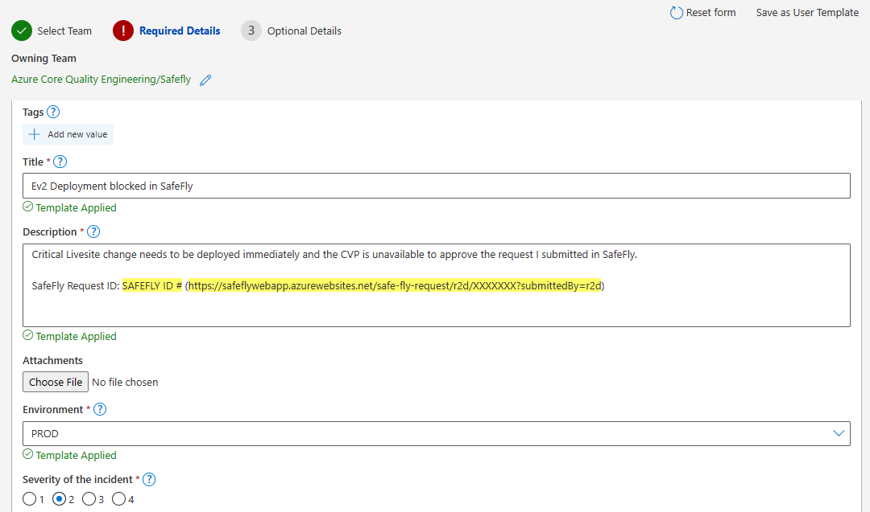 Reset form Save as User Template
Select Team ! Required Details 3 Optional Details
Owning Team
Azure Core Quality Engineering/Safefly
Tags ?
+ Add new value
Title * ?
Ev2 Deployment blocked in SafeFly
Template Applied
Description * ?
Critical Livesite change needs to be deployed immediately and the CVP is unavailable to approve the request I submitted in SafeFly.
SafeFly Request ID: SAFEFLY ID # (https://safeflywebapp.azurewebsites.net/safe-fly-request/r2d/XXXXXXX?submittedBy=r2d)
Template Applied
Attachments
Choose File No file chosen
Environment * ?
PROD
Template Applied
Severity of the incident * ?
1 2 3 4